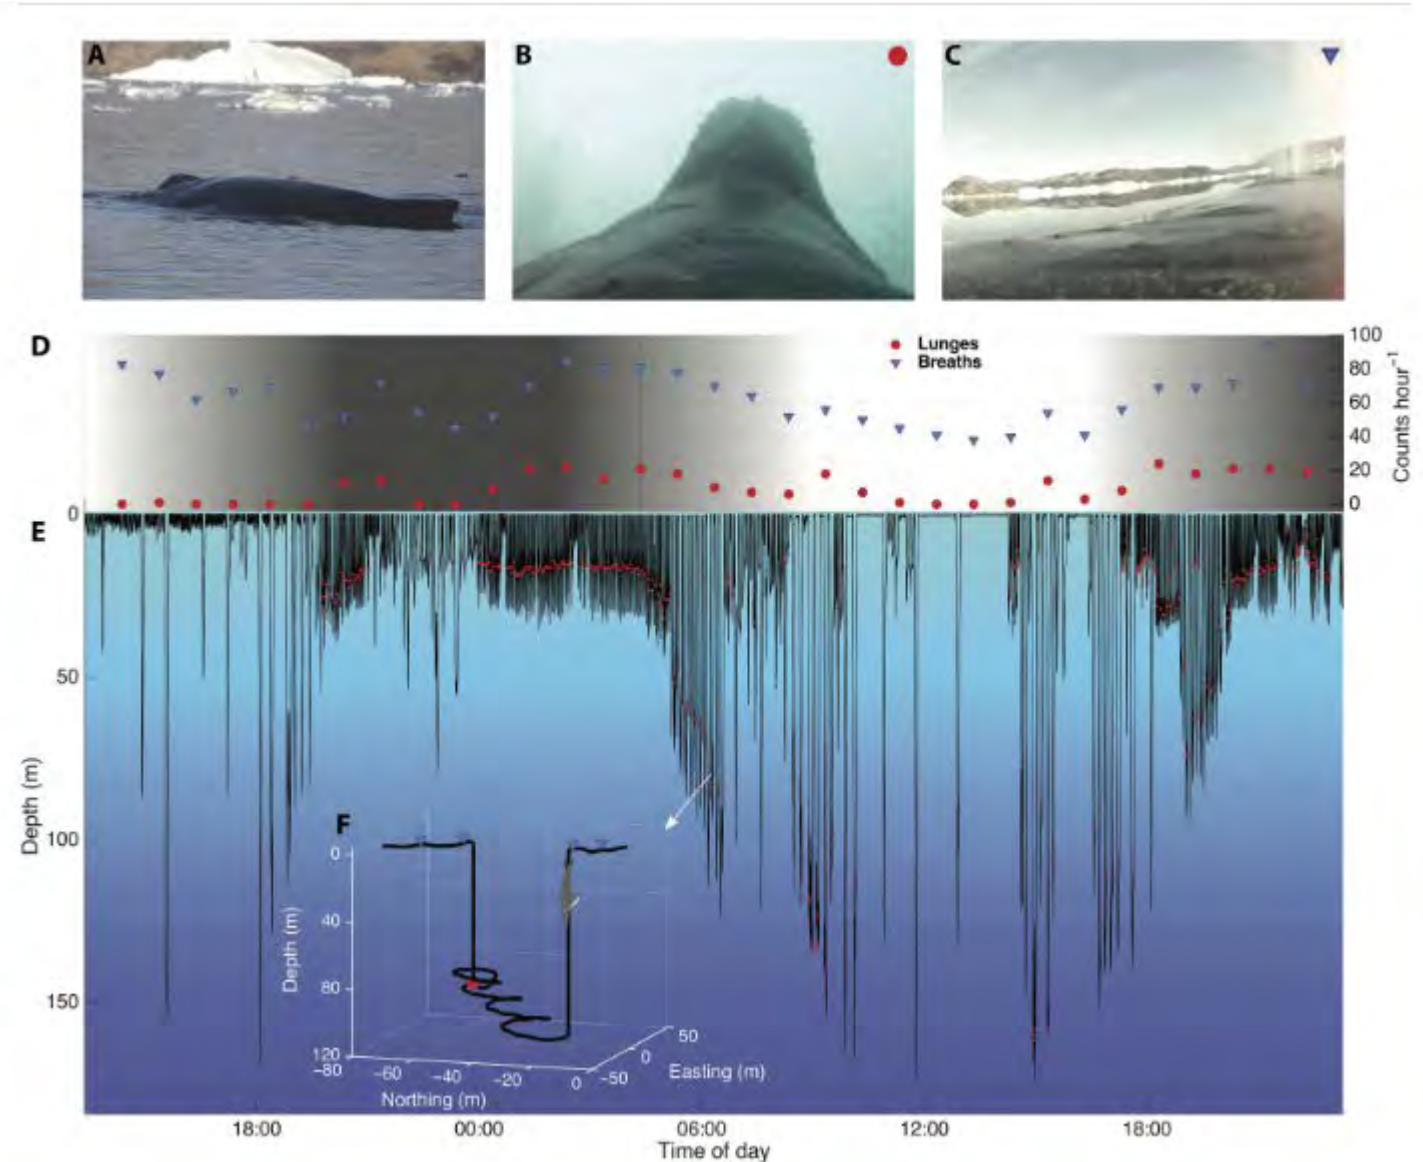 A
B
C
D
Lunges
Breaths
100
80
60
40
20
0
Counts hour⁻¹
E
0
50
100
150
Depth (m)
F
0
40
80
120
Depth (m)
−80
−60
−40
−20
0
Northing (m)
−50
0
50
Easting (m)
18:00
00:00
06:00
12:00
18:00
Time of day